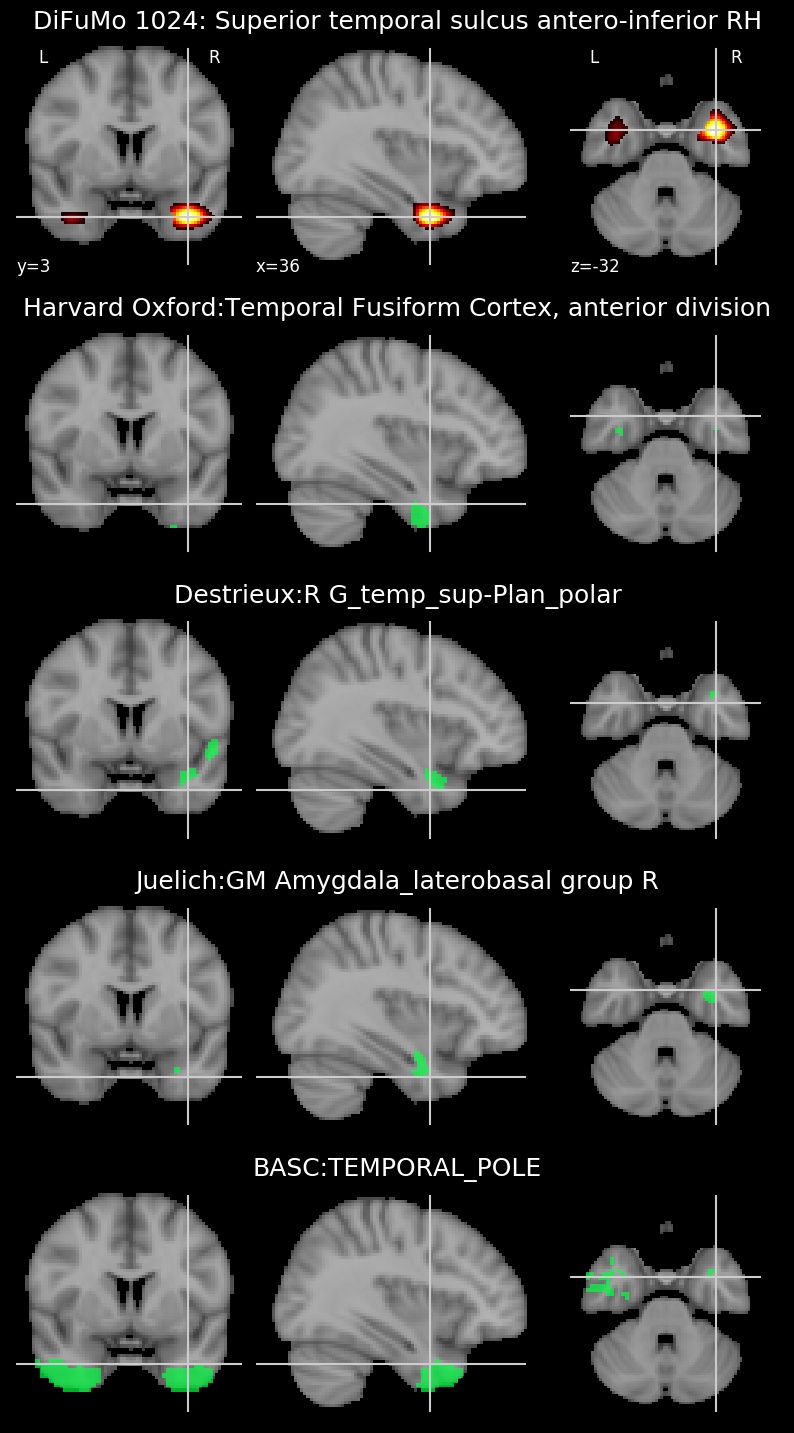 DiFuMo 1024: Superior temporal sulcus antero-inferior RH
L R L R
y=3 x=36 z=-32
Harvard Oxford:Temporal Fusiform Cortex, anterior division
Destrieux:R G_temp_sup-Plan_polar
Juelich:GM Amygdala_laterobasal group R
BASC:TEMPORAL_POLE